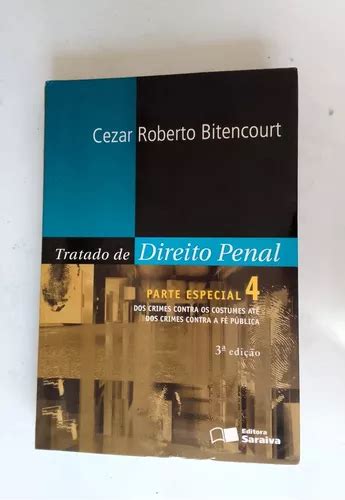 Cezar Roberto Bitencourt
Tratado de Direito Penal
PARTE ESPECIAL 4
DOS CRIMES CONTRA OS COSTUMES ATÉ
DOS CRIMES CONTRA A FÉ PÚBLICA
3ª edição
Editora
Saraiva